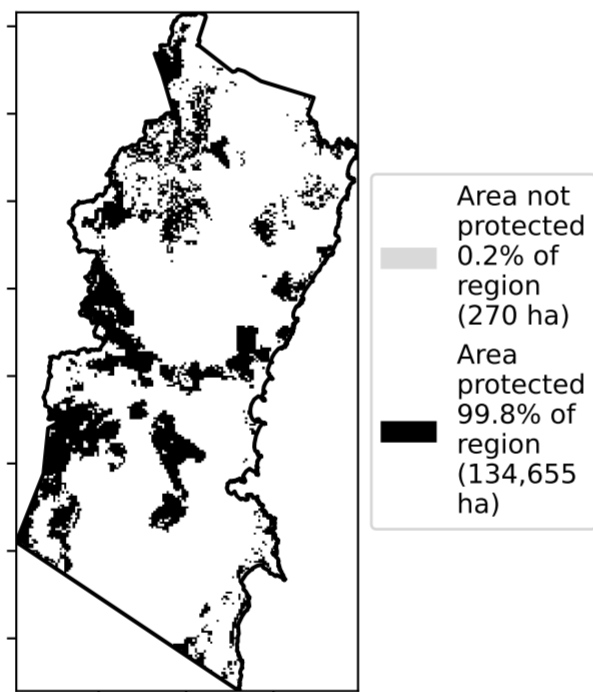 Area not
protected
0.2% of
region
(270 ha)
Area
protected
99.8% of
region
(134,655
ha)